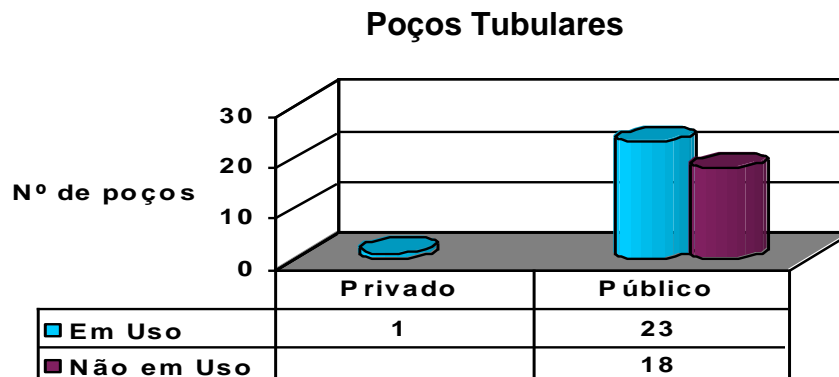 Poços Tubulares
30
20
10
0
Nº de poços
Privado Público
Em Uso 1 23
Não em Uso 18